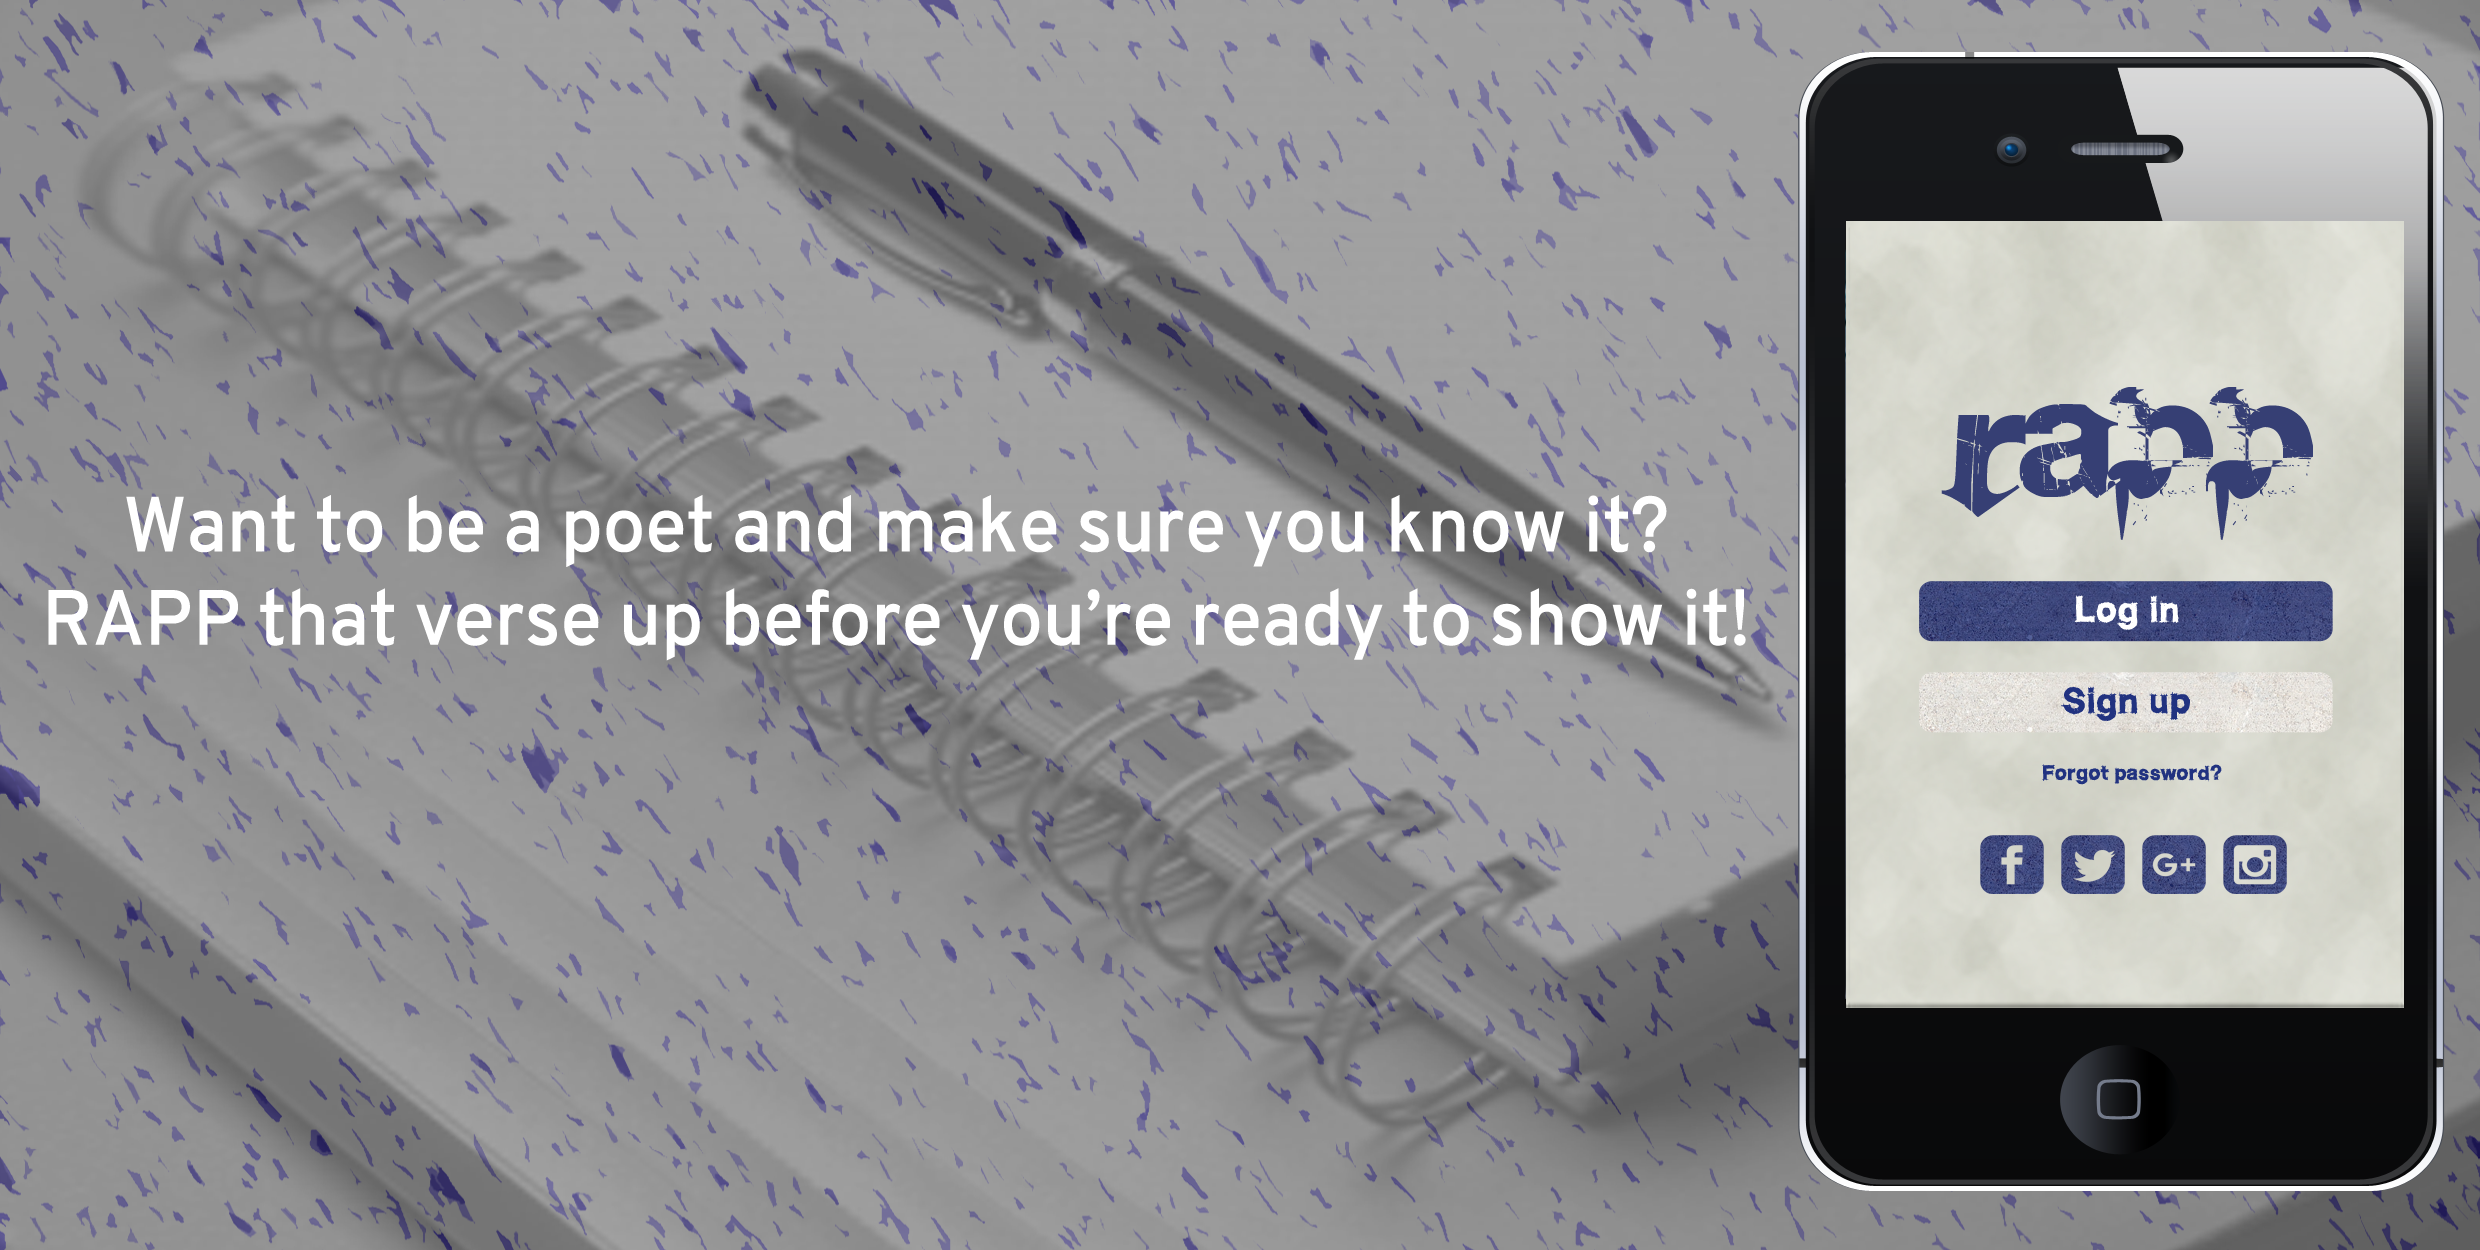 Want to be a poet and make sure you know it?
RAPP that verse up before you’re ready to show it!
rapp
Log in
Sign up
Forgot password?
f
G+